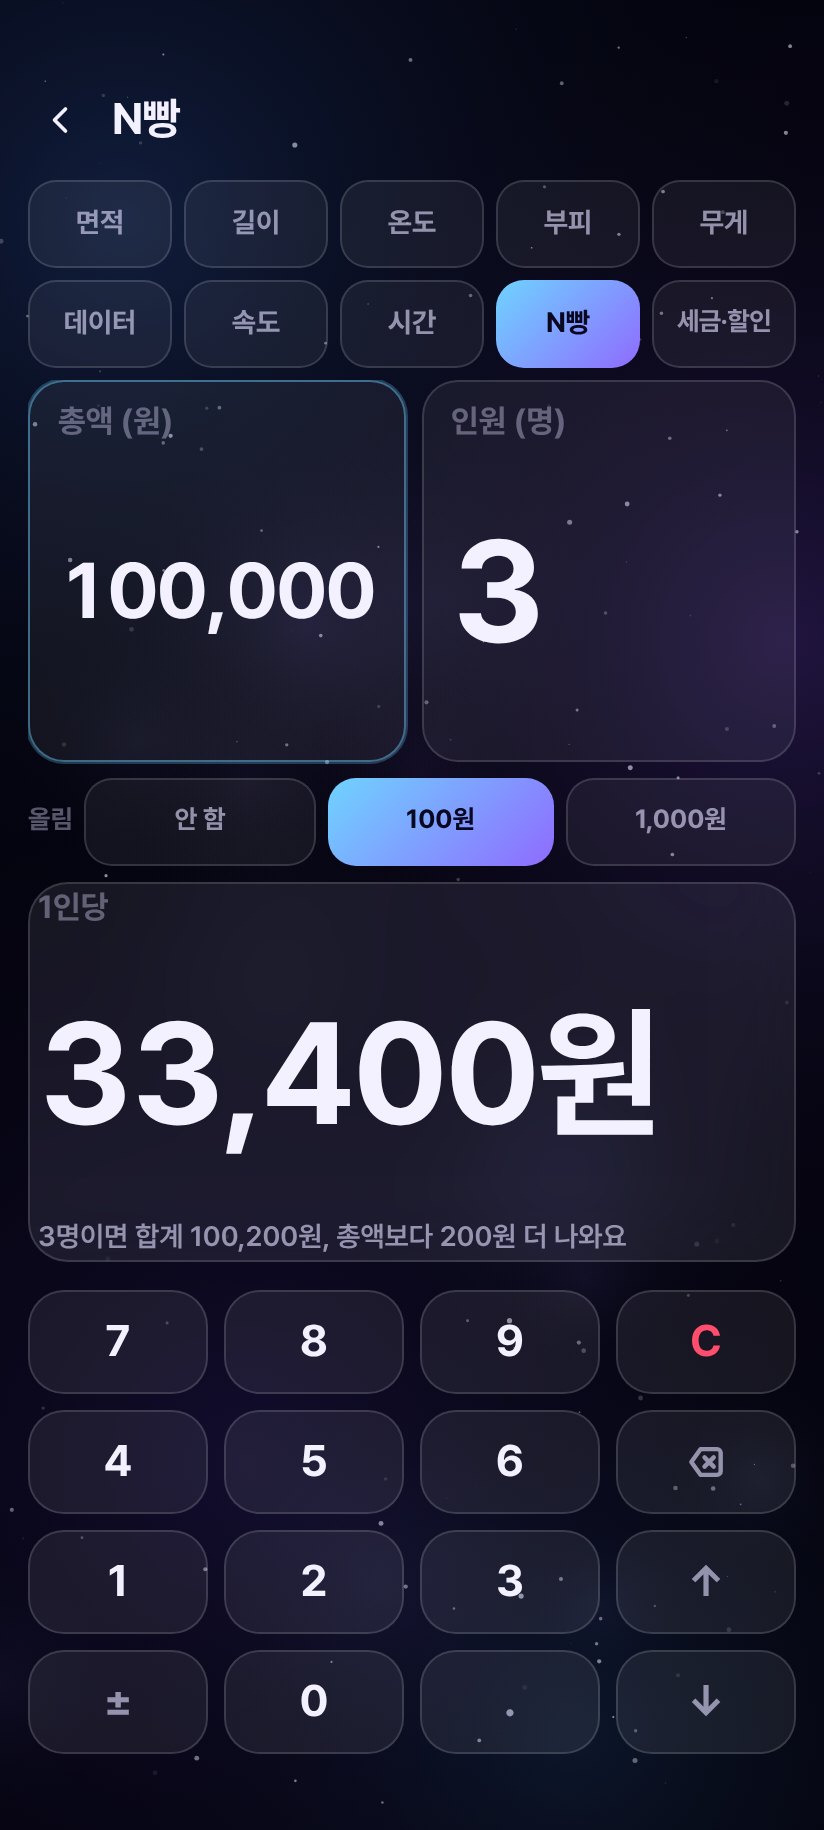 N빵
면적 길이 온도 부피 무게
데이터 속도 시간 N빵 세금·할인
총액 (원) 인원 (명)
100,000 3
올림 안 함 100원 1,000원
1인당
33,400원
3명이면 합계 100,200원, 총액보다 200원 더 나와요
7 8 9 C
4 5 6
1 2 3 ↑
± 0 . ↓